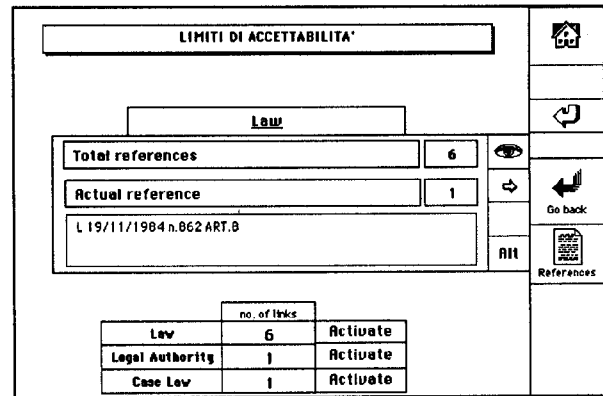 LIMITI DI ACCETTABILITA'
Law
Total references 6
Actual reference 1
L 19/11/1984 n.862 ART.8
Alt
Go back
References
no. of links
Law 6 Activate
Legal Authority 1 Activate
Case Law 1 Activate